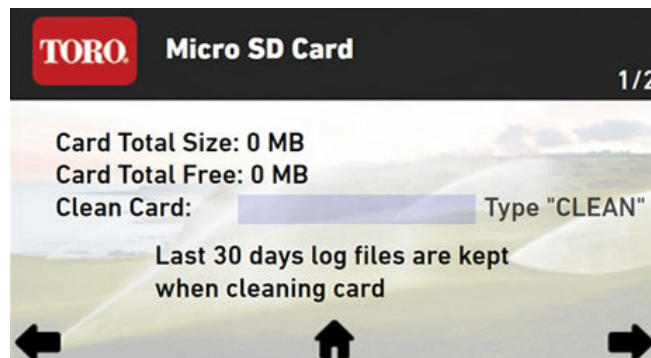 TORO.
Micro SD Card
1/2
Card Total Size: 0 MB
Card Total Free: 0 MB
Clean Card: Type "CLEAN"
Last 30 days log files are kept
when cleaning card